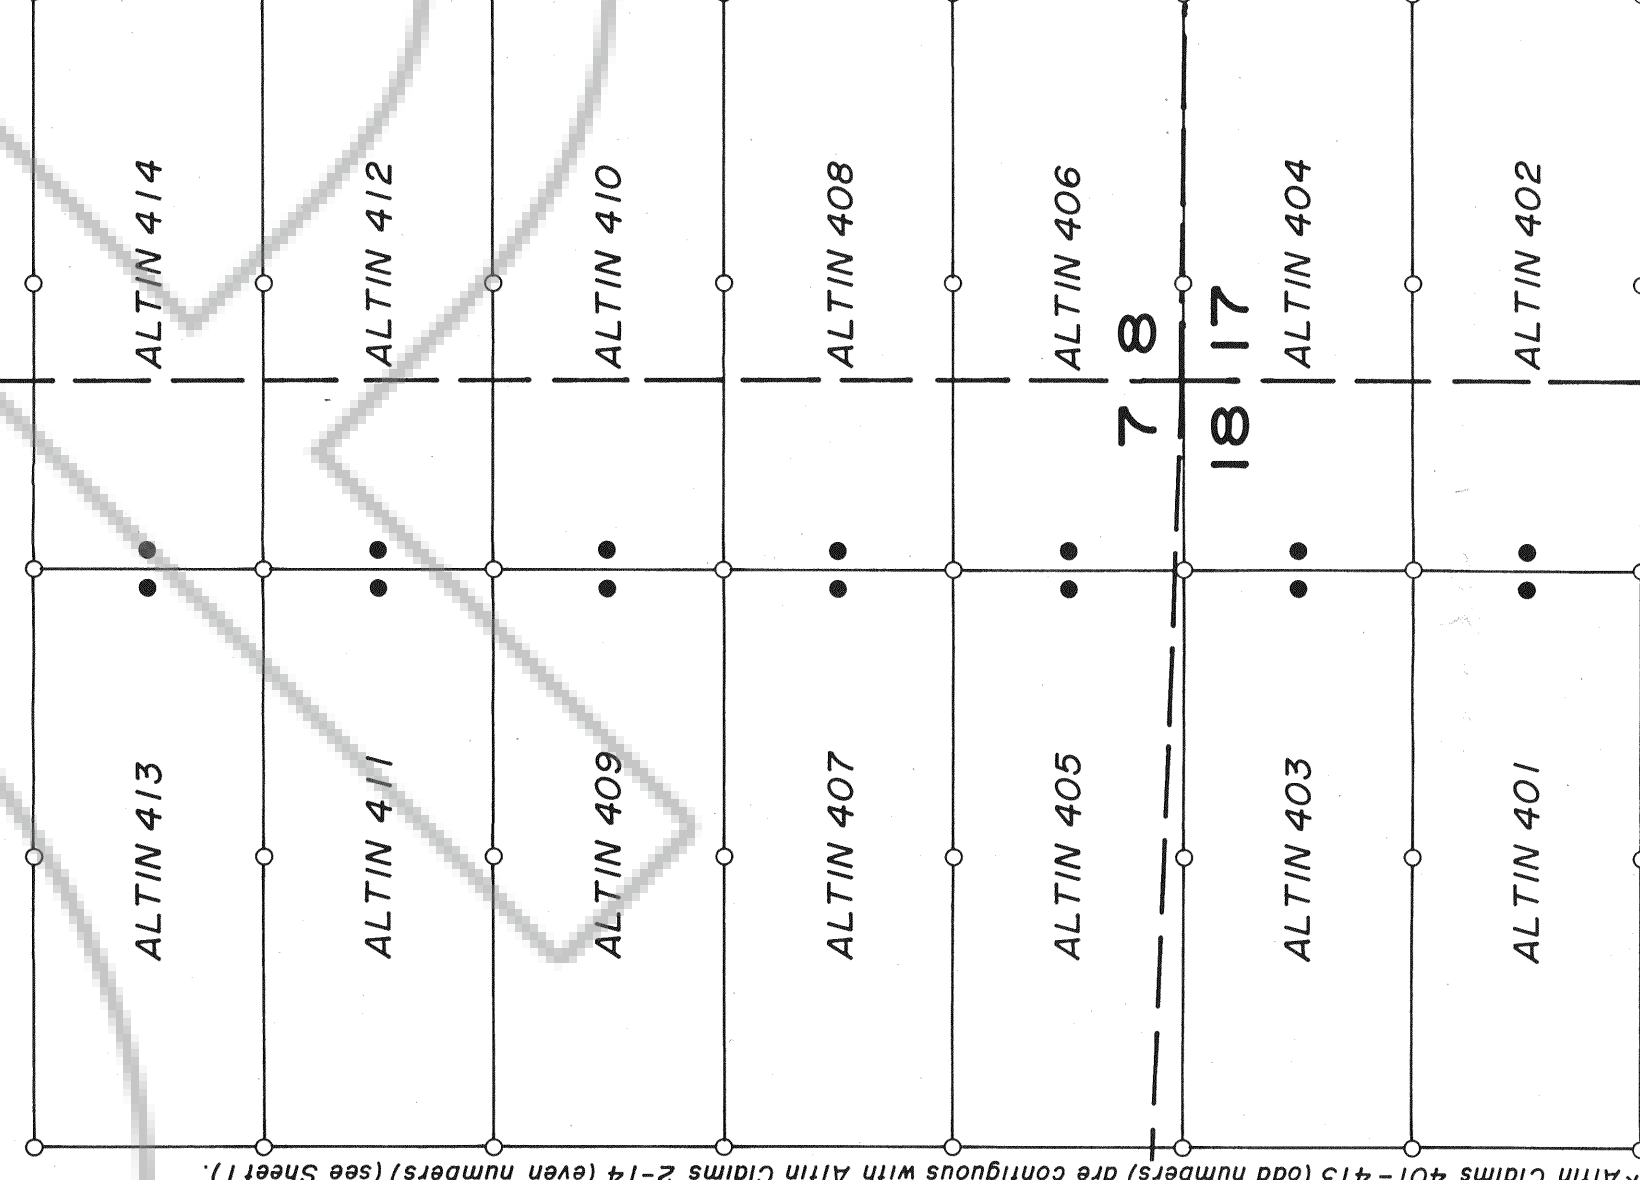 ALTIN 414
ALTIN 412
ALTIN 410
ALTIN 408
ALTIN 406
ALTIN 404
ALTIN 402
8
17
7
18
ALTIN 413
ALTIN 411
ALTIN 409
ALTIN 407
ALTIN 405
ALTIN 403
ALTIN 401
*Altin Claims 401-413 (odd numbers) are contiguous with Altin Claims 2-14 (even numbers) (see Sheet 1).